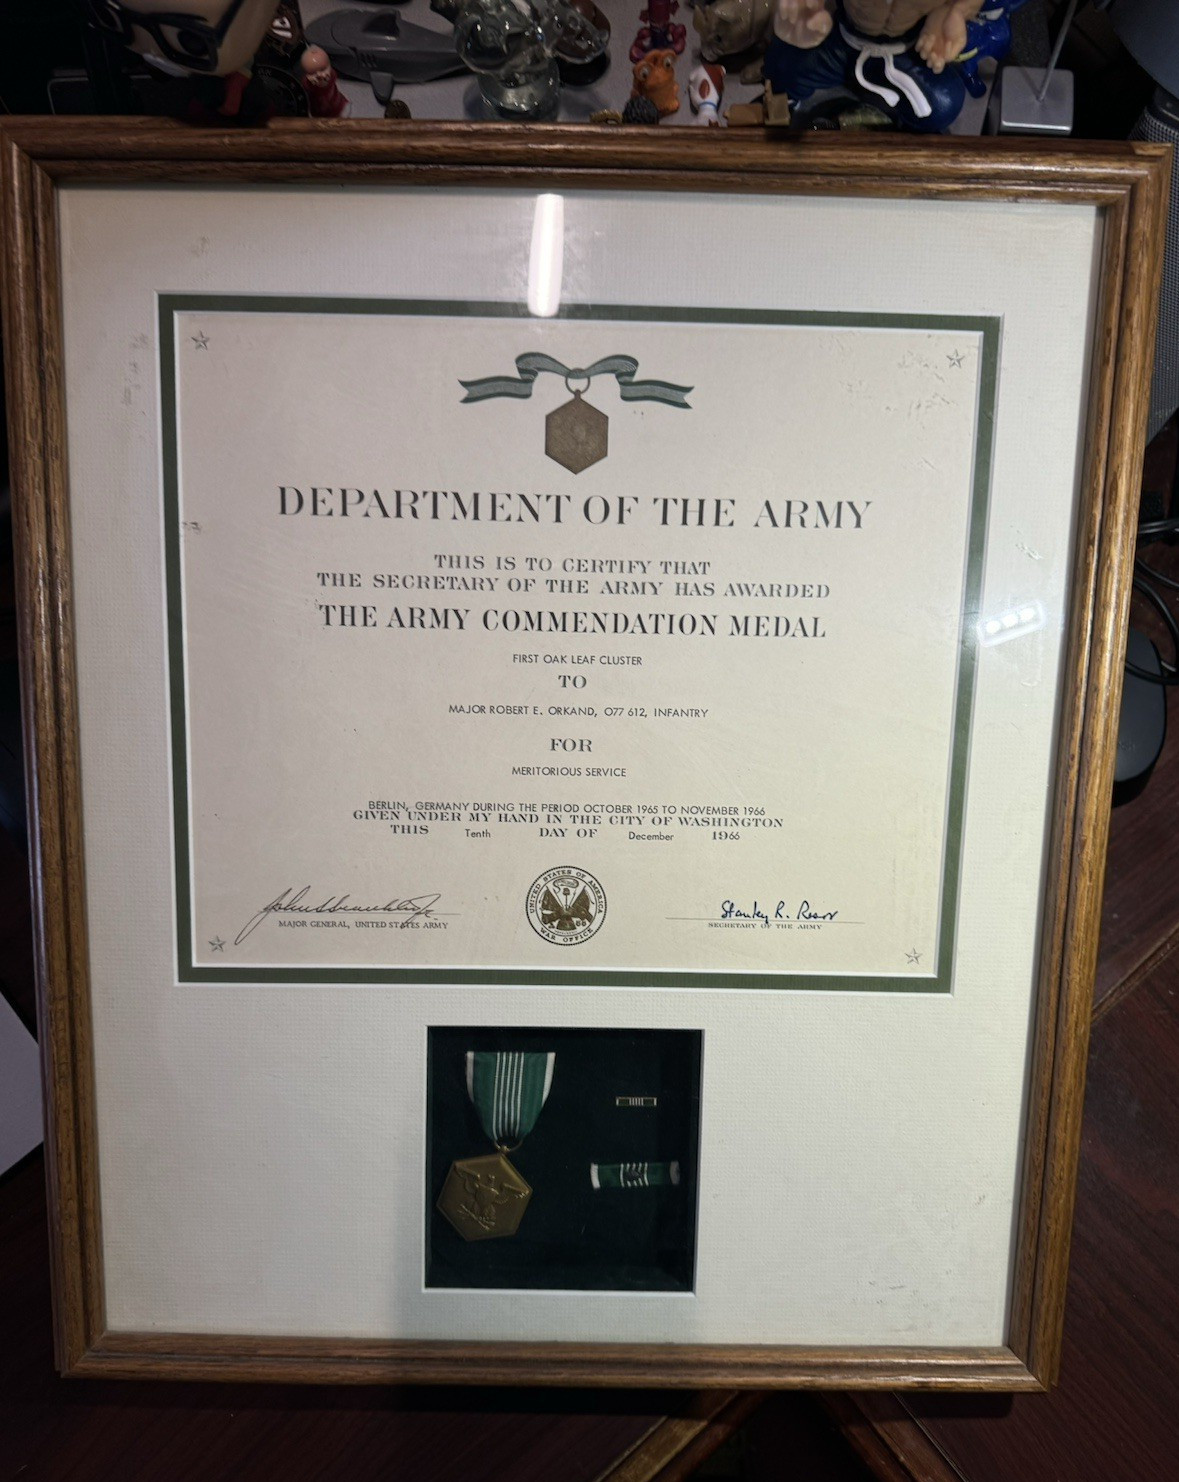 DEPARTMENT OF THE ARMY
THIS IS TO CERTIFY THAT
THE SECRETARY OF THE ARMY HAS AWARDED
THE ARMY COMMENDATION MEDAL
FIRST OAK LEAF CLUSTER
TO
MAJOR ROBERT E. ORKAND, O77 612, INFANTRY
FOR
MERITORIOUS SERVICE
BERLIN, GERMANY DURING THE PERIOD OCTOBER 1965 TO NOVEMBER 1966
GIVEN UNDER MY HAND IN THE CITY OF WASHINGTON
THIS Tenth DAY OF December 1966
MAJOR GENERAL, UNITED STATES ARMY
UNITED STATES OF AMERICA
WAR OFFICE
Stanley R. Resor
SECRETARY OF THE ARMY